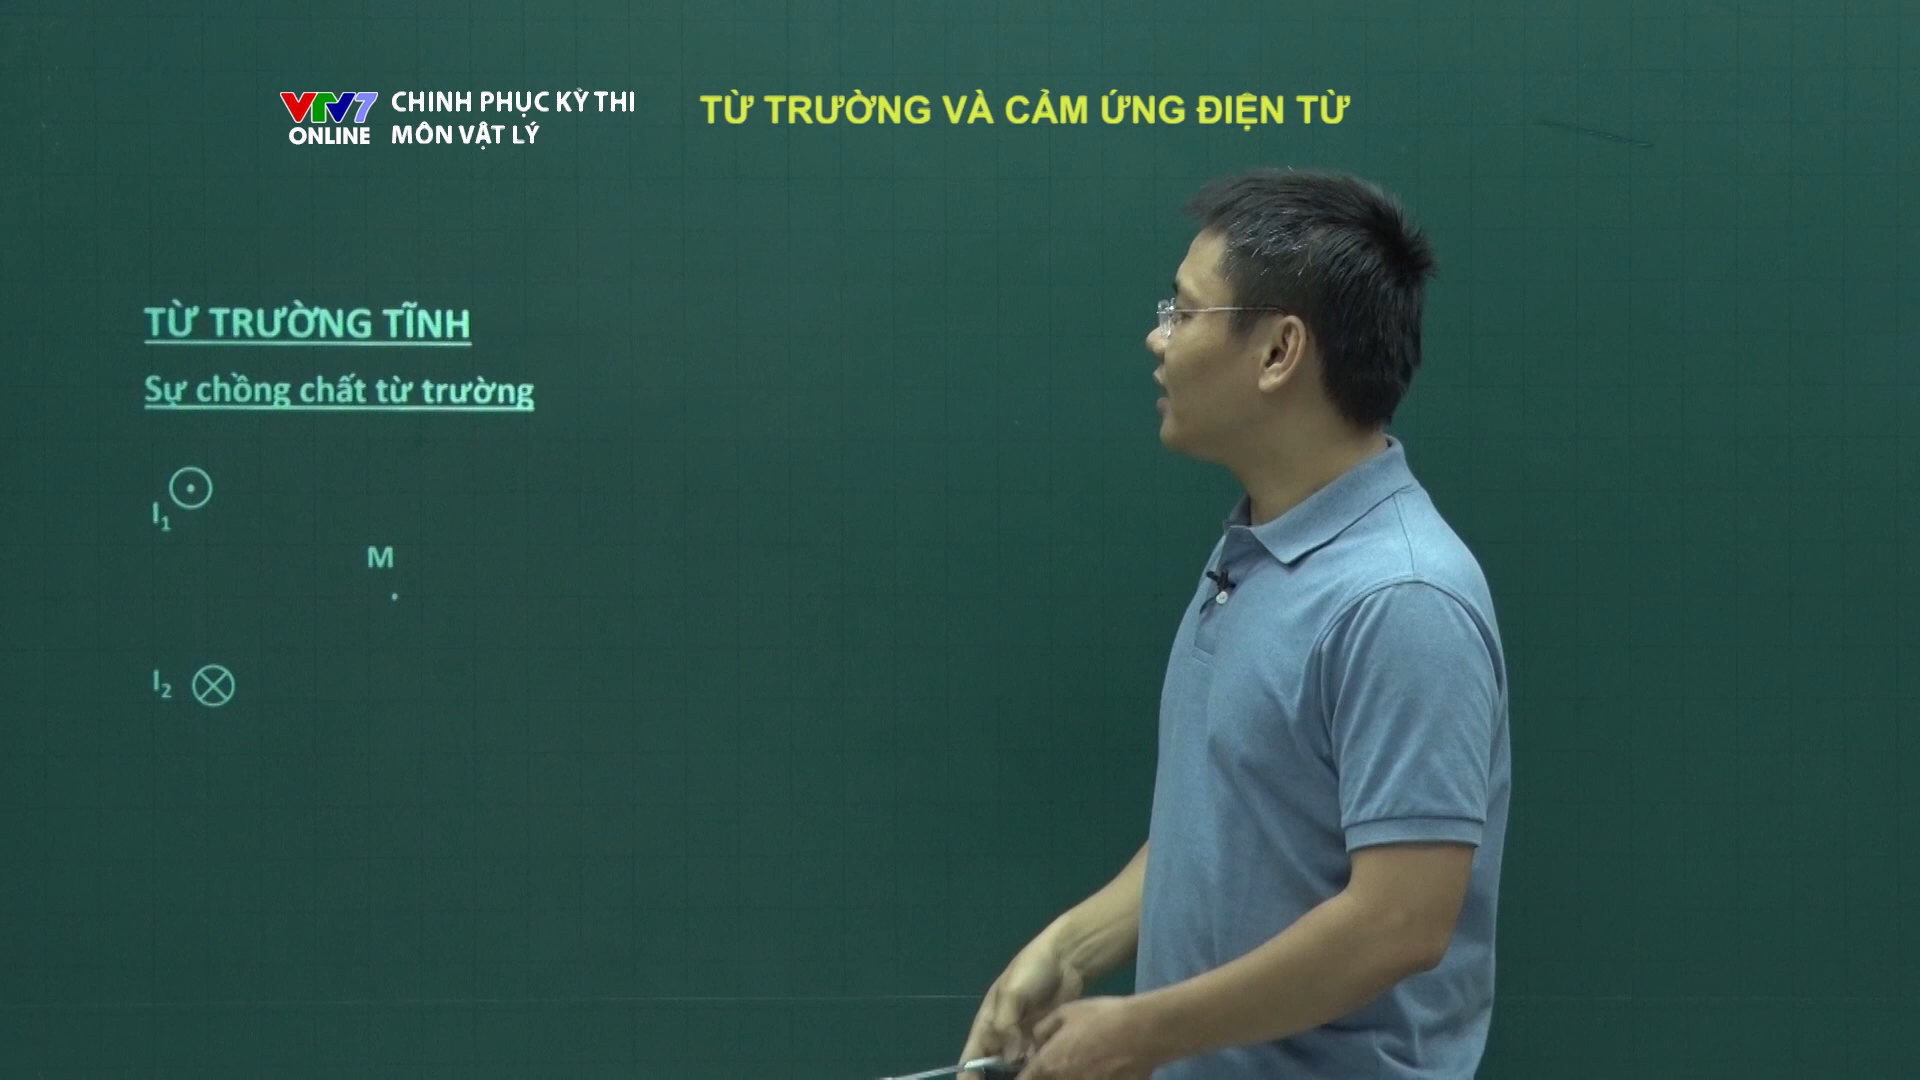 VTV7
ONLINE
CHINH PHỤC KỲ THI
MÔN VẬT LÝ
TỪ TRƯỜNG VÀ CẢM ỨNG ĐIỆN TỪ
TỪ TRƯỜNG TĨNH
Sự chồng chất từ trường
I₁
M
I₂